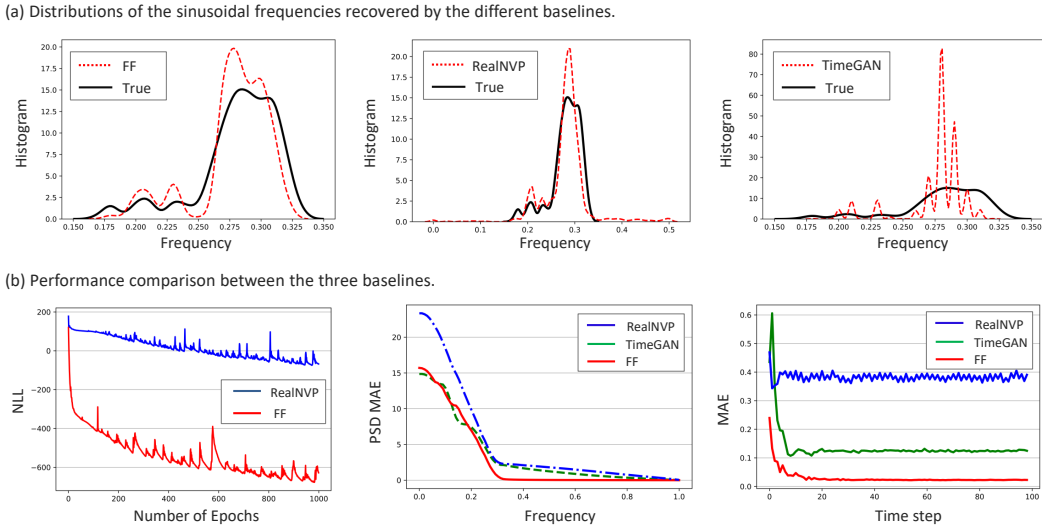 (a) Distributions of the sinusoidal frequencies recovered by the different baselines.
20.0
17.5
15.0
12.5
10.0
7.5
5.0
2.5
0.0
Histogram
FF
True
0.150 0.175 0.200 0.225 0.250 0.275 0.300 0.325 0.350
Frequency
20.0
17.5
15.0
12.5
10.0
7.5
5.0
2.5
0.0
Histogram
RealNVP
True
0.0 0.1 0.2 0.3 0.4 0.5
Frequency
80
70
60
50
40
30
20
10
0
Histogram
TimeGAN
True
0.150 0.175 0.200 0.225 0.250 0.275 0.300 0.325 0.350
Frequency
(b) Performance comparison between the three baselines.
200
0
−200
−400
−600
NLL
RealNVP
FF
0 200 400 600 800 1000
Number of Epochs
20
15
10
5
0
PSD MAE
RealNVP
TimeGAN
FF
0.0 0.2 0.4 0.6 0.8 1.0
Frequency
0.6
0.5
0.4
0.3
0.2
0.1
0.0
MAE
RealNVP
TimeGAN
FF
0 20 40 60 80 100
Time step